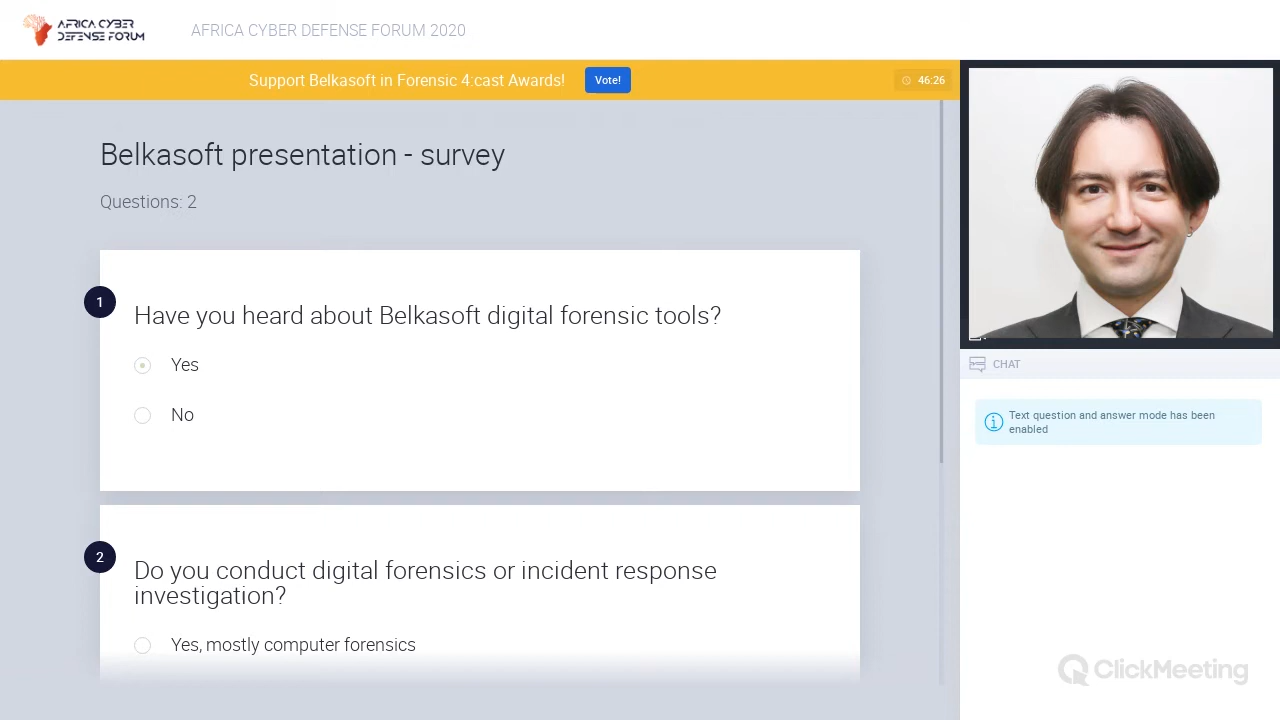 AFRICA CYBER
DEFENSE FORUM
AFRICA CYBER DEFENSE FORUM 2020
Support Belkasoft in Forensic 4:cast Awards!
Vote!
46:26
Belkasoft presentation - survey
Questions: 2
1
Have you heard about Belkasoft digital forensic tools?
Yes
No
2
Do you conduct digital forensics or incident response
investigation?
Yes, mostly computer forensics
CHAT
Text question and answer mode has been
enabled
ClickMeeting